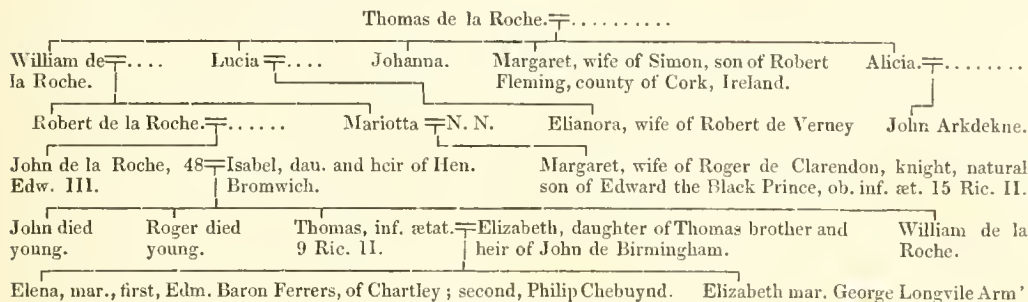 Thomas de la Roche.=..........
William de=.... Lucia=.... Johanna. Margaret, wife of Simon, son of Robert Alicia.=........
la Roche. Fleming, county of Cork, Ireland.
Robert de la Roche.=...... Mariotta=N. N. Elianora, wife of Robert de Verney John Arkdekne.
John de la Roche, 48=Isabel, dau. and heir of Hen. Margaret, wife of Roger de Clarendon, knight, natural
Edw. III. Bromwich. son of Edward the Black Prince, ob. inf. æt. 15 Ric. II.
John died Roger died Thomas, inf. ætat.=Elizabeth, daughter of Thomas brother and William de la
young. young. 9 Ric. II. heir of John de Birmingham. Roche.
Elena, mar., first, Edm. Baron Ferrers, of Chartley; second, Philip Chebuynd. Elizabeth mar. George Longvile Arm'